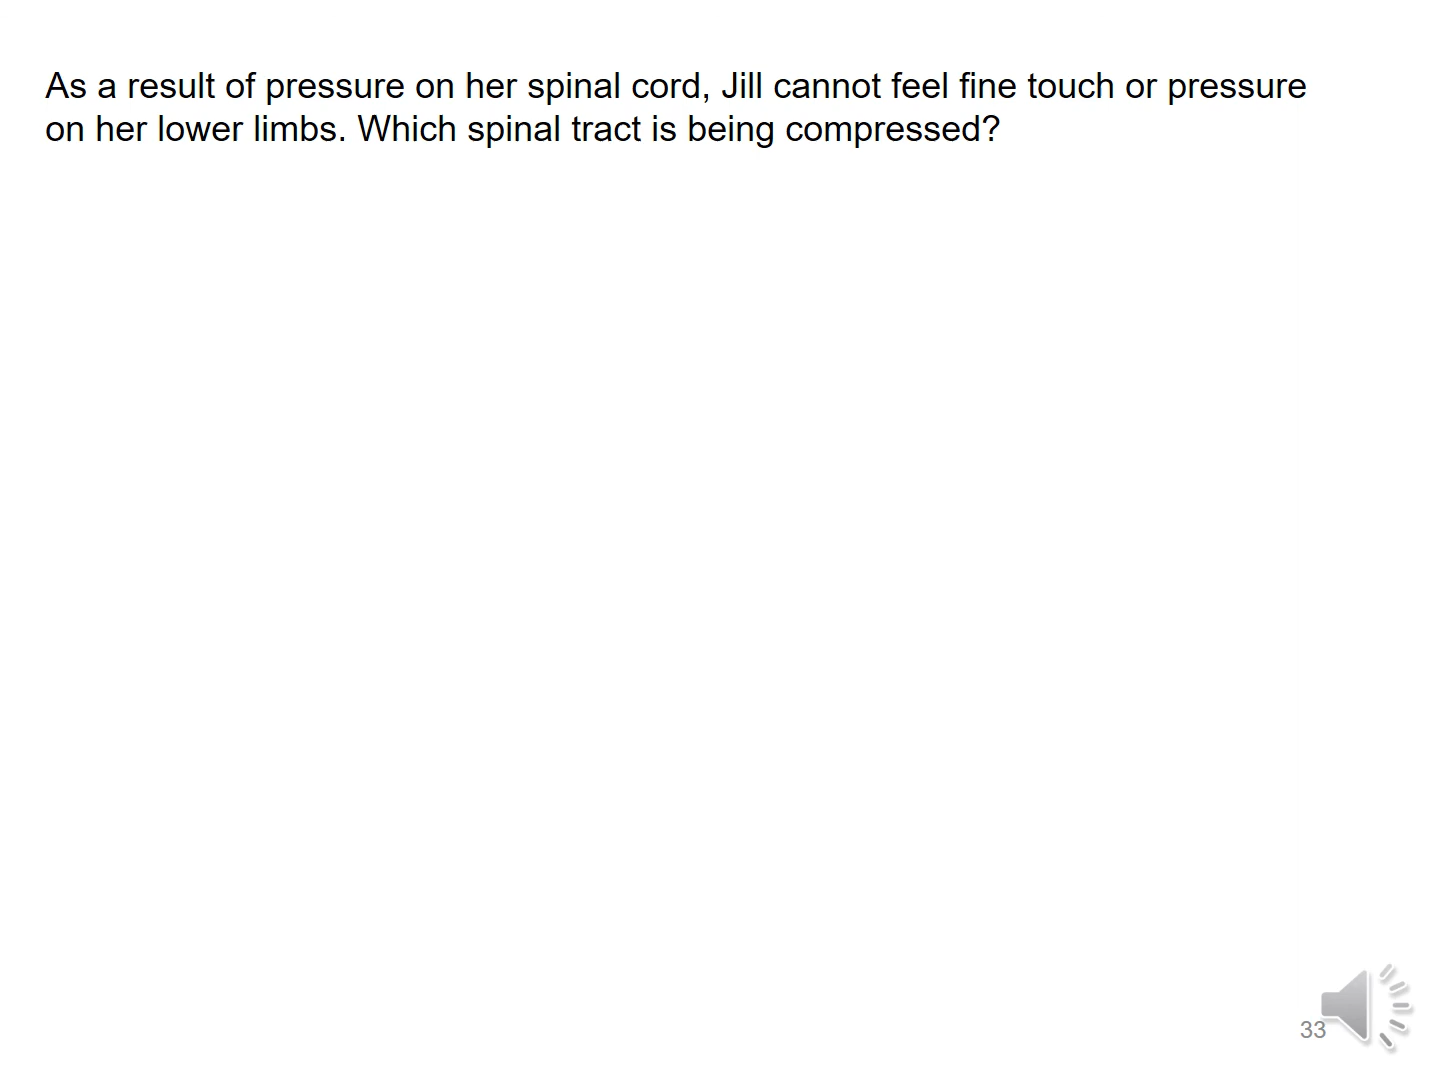 As a result of pressure on her spinal cord, Jill cannot feel fine touch or pressure
on her lower limbs. Which spinal tract is being compressed?
33